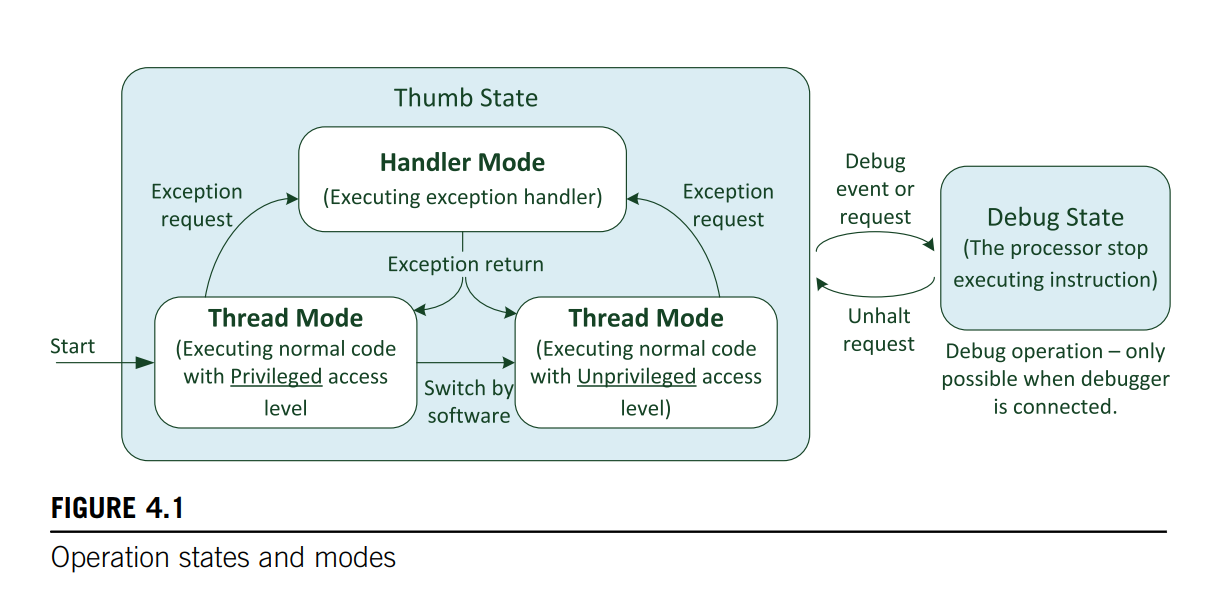 Thumb State
Handler Mode
(Executing exception handler)
Exception
request
Exception
request
Exception return
Start
Thread Mode
(Executing normal code
with Privileged access
level
Switch by
software
Thread Mode
(Executing normal code
with Unprivileged access
level)
Debug
event or
request
Unhalt
request
Debug State
(The processor stop
executing instruction)
Debug operation – only
possible when debugger
is connected.
FIGURE 4.1
Operation states and modes